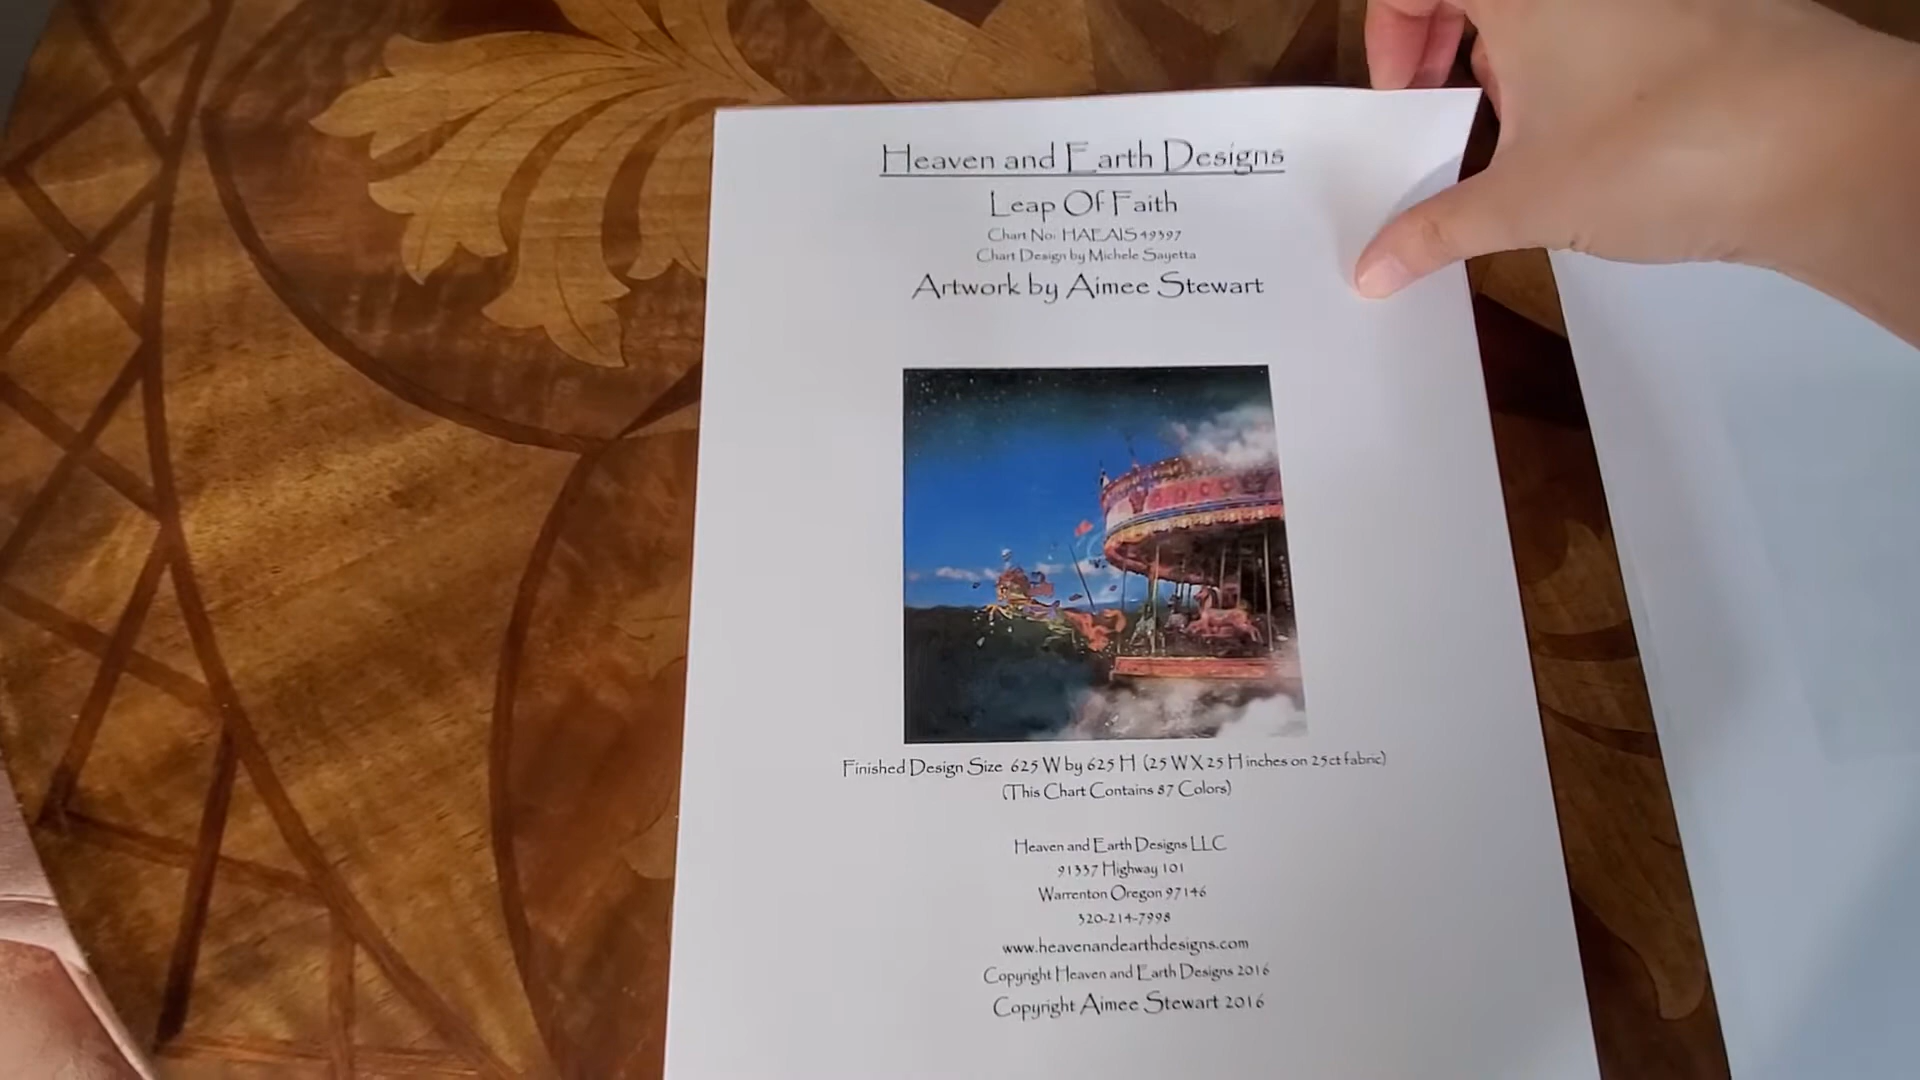 Heaven and Earth Designs
Leap Of Faith
Chart No: HAEAIS 49397
Chart Design by Michele Sayetta
Artwork by Aimee Stewart
Finished Design Size 625 W by 625 H (25 W X 25 H inches on 25ct fabric)
(This Chart Contains 87 Colors)
Heaven and Earth Designs LLC
91337 Highway 101
Warrenton Oregon 97146
320-214-7998
www.heavenandearthdesigns.com
Copyright Heaven and Earth Designs 2016
Copyright Aimee Stewart 2016